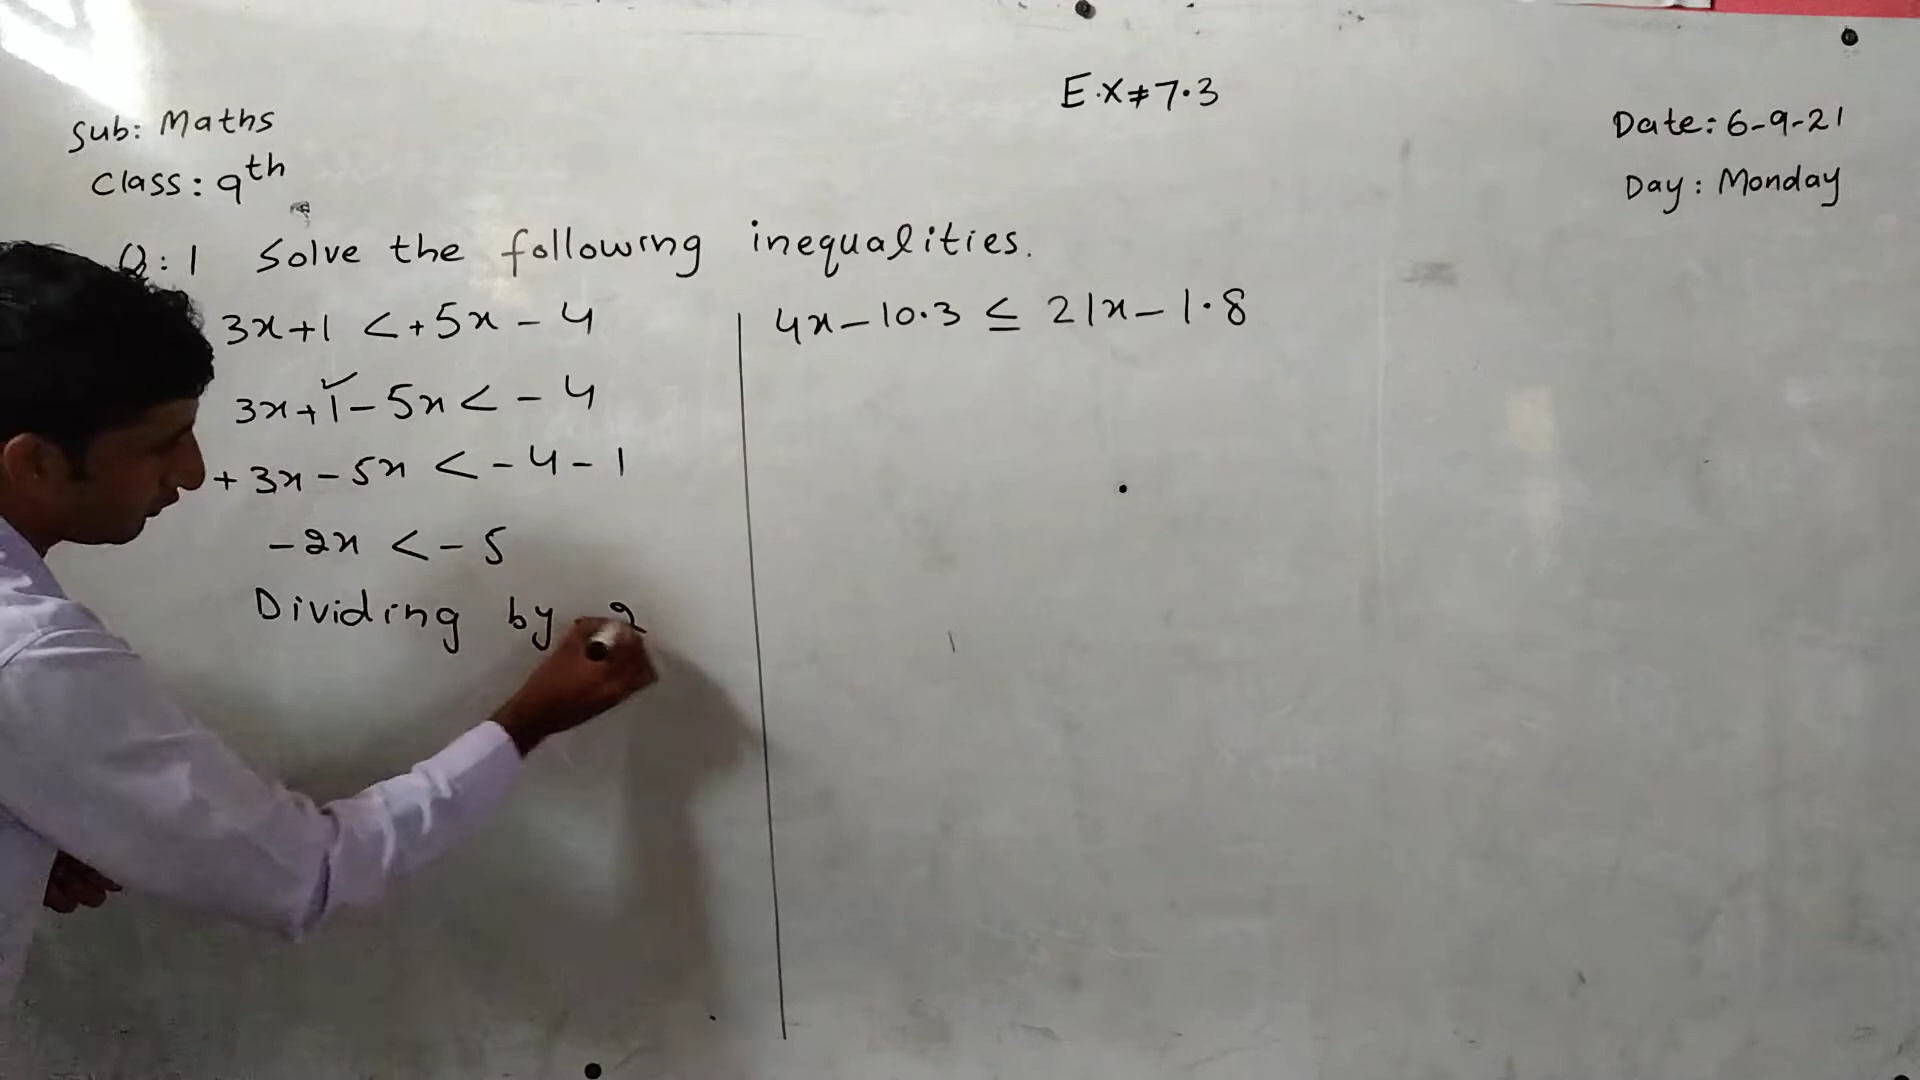 E.X≠7.3
Sub: Maths
Class: 9th
Date: 6-9-21
Day: Monday
Q:1 Solve the following inequalities.
3x+1 < +5x - 4
3x+1 - 5x < - 4
+3x - 5x < - 4 - 1
-2x < - 5
Dividing by -2
4x - 10.3 ≤ 21x - 1.8